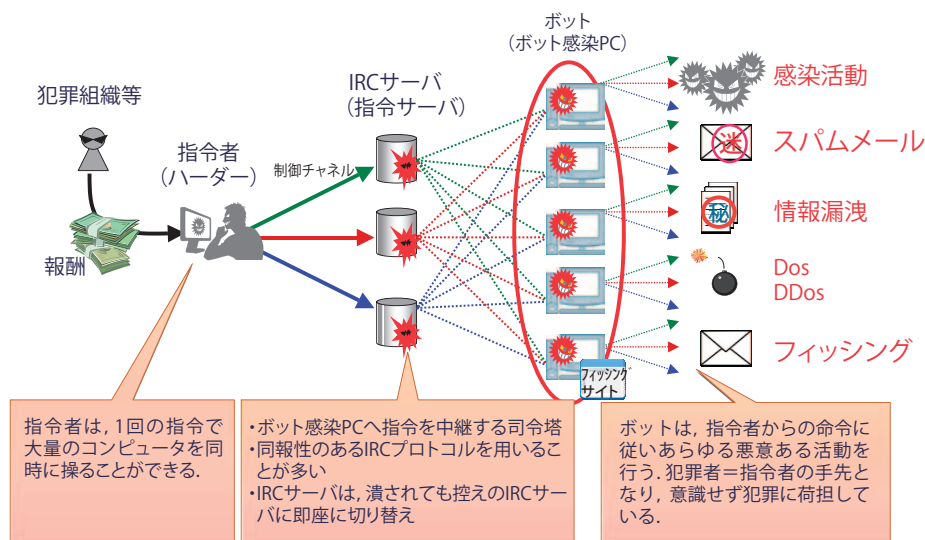 ボット
（ボット感染PC）
IRCサーバ
（指令サーバ）
犯罪組織等
指令者
（ハーダー）
制御チャネル
報酬
感染活動
迷
スパムメール
秘
情報漏洩
Dos
DDos
フィッシング
フィッシング
サイト
指令者は，1回の指令で
大量のコンピュータを同
時に操ることができる．
・ボット感染PCへ指令を中継する司令塔
・同報性のあるIRCプロトコルを用いるこ
とが多い
・IRCサーバは，潰されても控えのIRCサー
バに即座に切り替え
ボットは，指令者からの命令に
従いあらゆる悪意ある活動を
行う．犯罪者＝指令者の手先と
なり，意識せず犯罪に荷担して
いる．